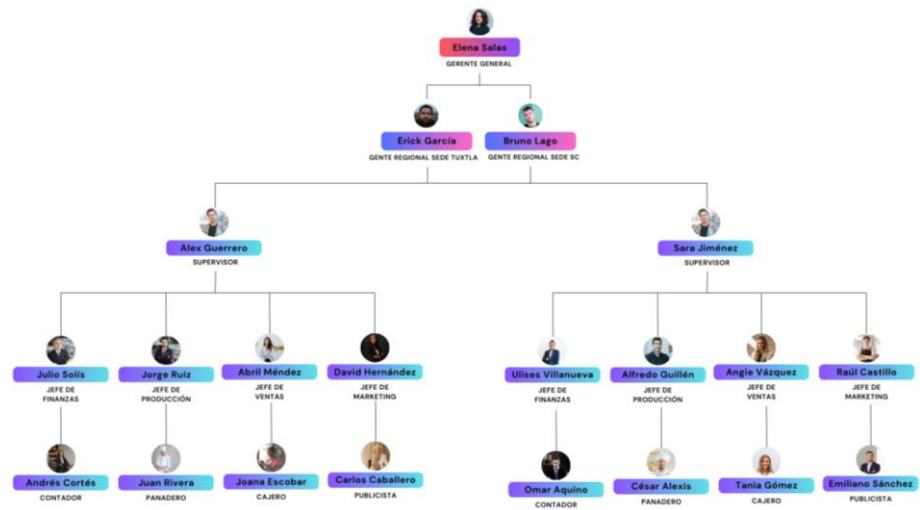 Elena Salas
GERENTE GENERAL
Erick García
GENTE REGIONAL SEDE TUXTLA
Bruno Lago
GENTE REGIONAL SEDE SC
Alex Guerrero
SUPERVISOR
Sara Jiménez
SUPERVISOR
Julio Solís
JEFE DE
FINANZAS
Jorge Ruiz
JEFE DE
PRODUCCIÓN
Abril Méndez
JEFE DE
VENTAS
David Hernández
JEFE DE
MARKETING
Ulises Villanueva
JEFE DE
FINANZAS
Alfredo Guillén
JEFE DE
PRODUCCIÓN
Angie Vázquez
JEFE DE
VENTAS
Raúl Castillo
JEFE DE
MARKETING
Andrés Cortés
CONTADOR
Juan Rivera
PANADERO
Joana Escobar
CAJERO
Carlos Caballero
PUBLICISTA
Omar Aquino
CONTADOR
César Alexis
PANADERO
Tania Gómez
CAJERO
Emiliano Sánchez
PUBLICISTA